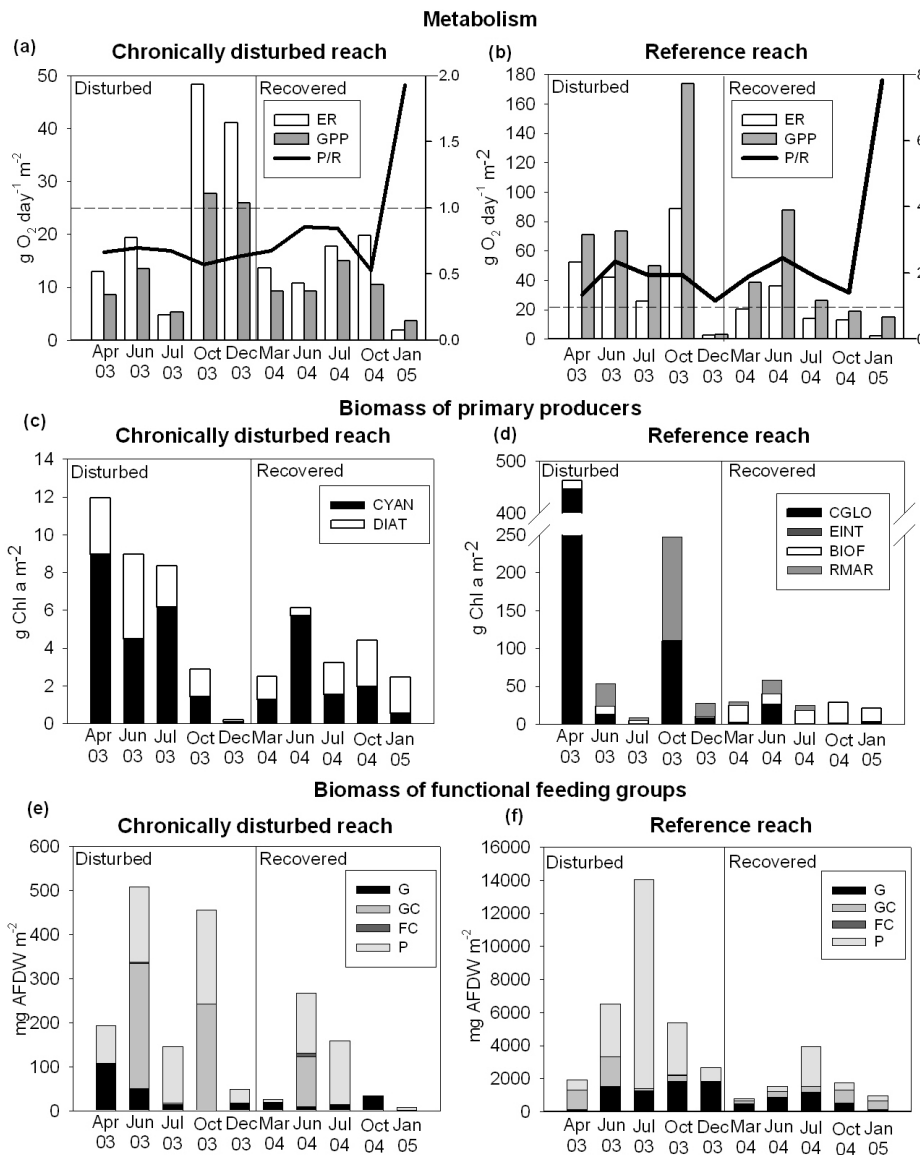 Metabolism
(a)
Chronically disturbed reach
(b)
Reference reach
50
40
30
20
10
0
g O2 day-1 m-2
Disturbed
Recovered
ER
GPP
P/R
2.0
1.5
1.0
0.5
0.0
180
160
140
120
100
80
60
40
20
0
g O2 day-1 m-2
Disturbed
Recovered
ER
GPP
P/R
8
6
4
2
0
Apr Jun Jul Oct Dec Mar Jun Jul Oct Jan
03 03 03 03 03 04 04 04 04 05
Apr Jun Jul Oct Dec Mar Jun Jul Oct Jan
03 03 03 03 03 04 04 04 04 05
Biomass of primary producers
(c)
Chronically disturbed reach
(d)
Reference reach
14
12
10
8
6
4
2
0
g Chl a m-2
Disturbed
Recovered
CYAN
DIAT
500
400
250
200
150
100
50
0
g Chl a m-2
Disturbed
Recovered
CGLO
EINT
BIOF
RMAR
Apr Jun Jul Oct Dec Mar Jun Jul Oct Jan
03 03 03 03 03 04 04 04 04 05
Apr Jun Jul Oct Dec Mar Jun Jul Oct Jan
03 03 03 03 03 04 04 04 04 05
Biomass of functional feeding groups
(e)
Chronically disturbed reach
(f)
Reference reach
600
500
400
300
200
100
0
mg AFDW m-2
Disturbed
Recovered
G
GC
FC
P
16000
14000
12000
10000
8000
6000
4000
2000
0
mg AFDW m-2
Disturbed
Recovered
G
GC
FC
P
Apr Jun Jul Oct Dec Mar Jun Jul Oct Jan
03 03 03 03 03 04 04 04 04 05
Apr Jun Jul Oct Dec Mar Jun Jul Oct Jan
03 03 03 03 03 04 04 04 04 05